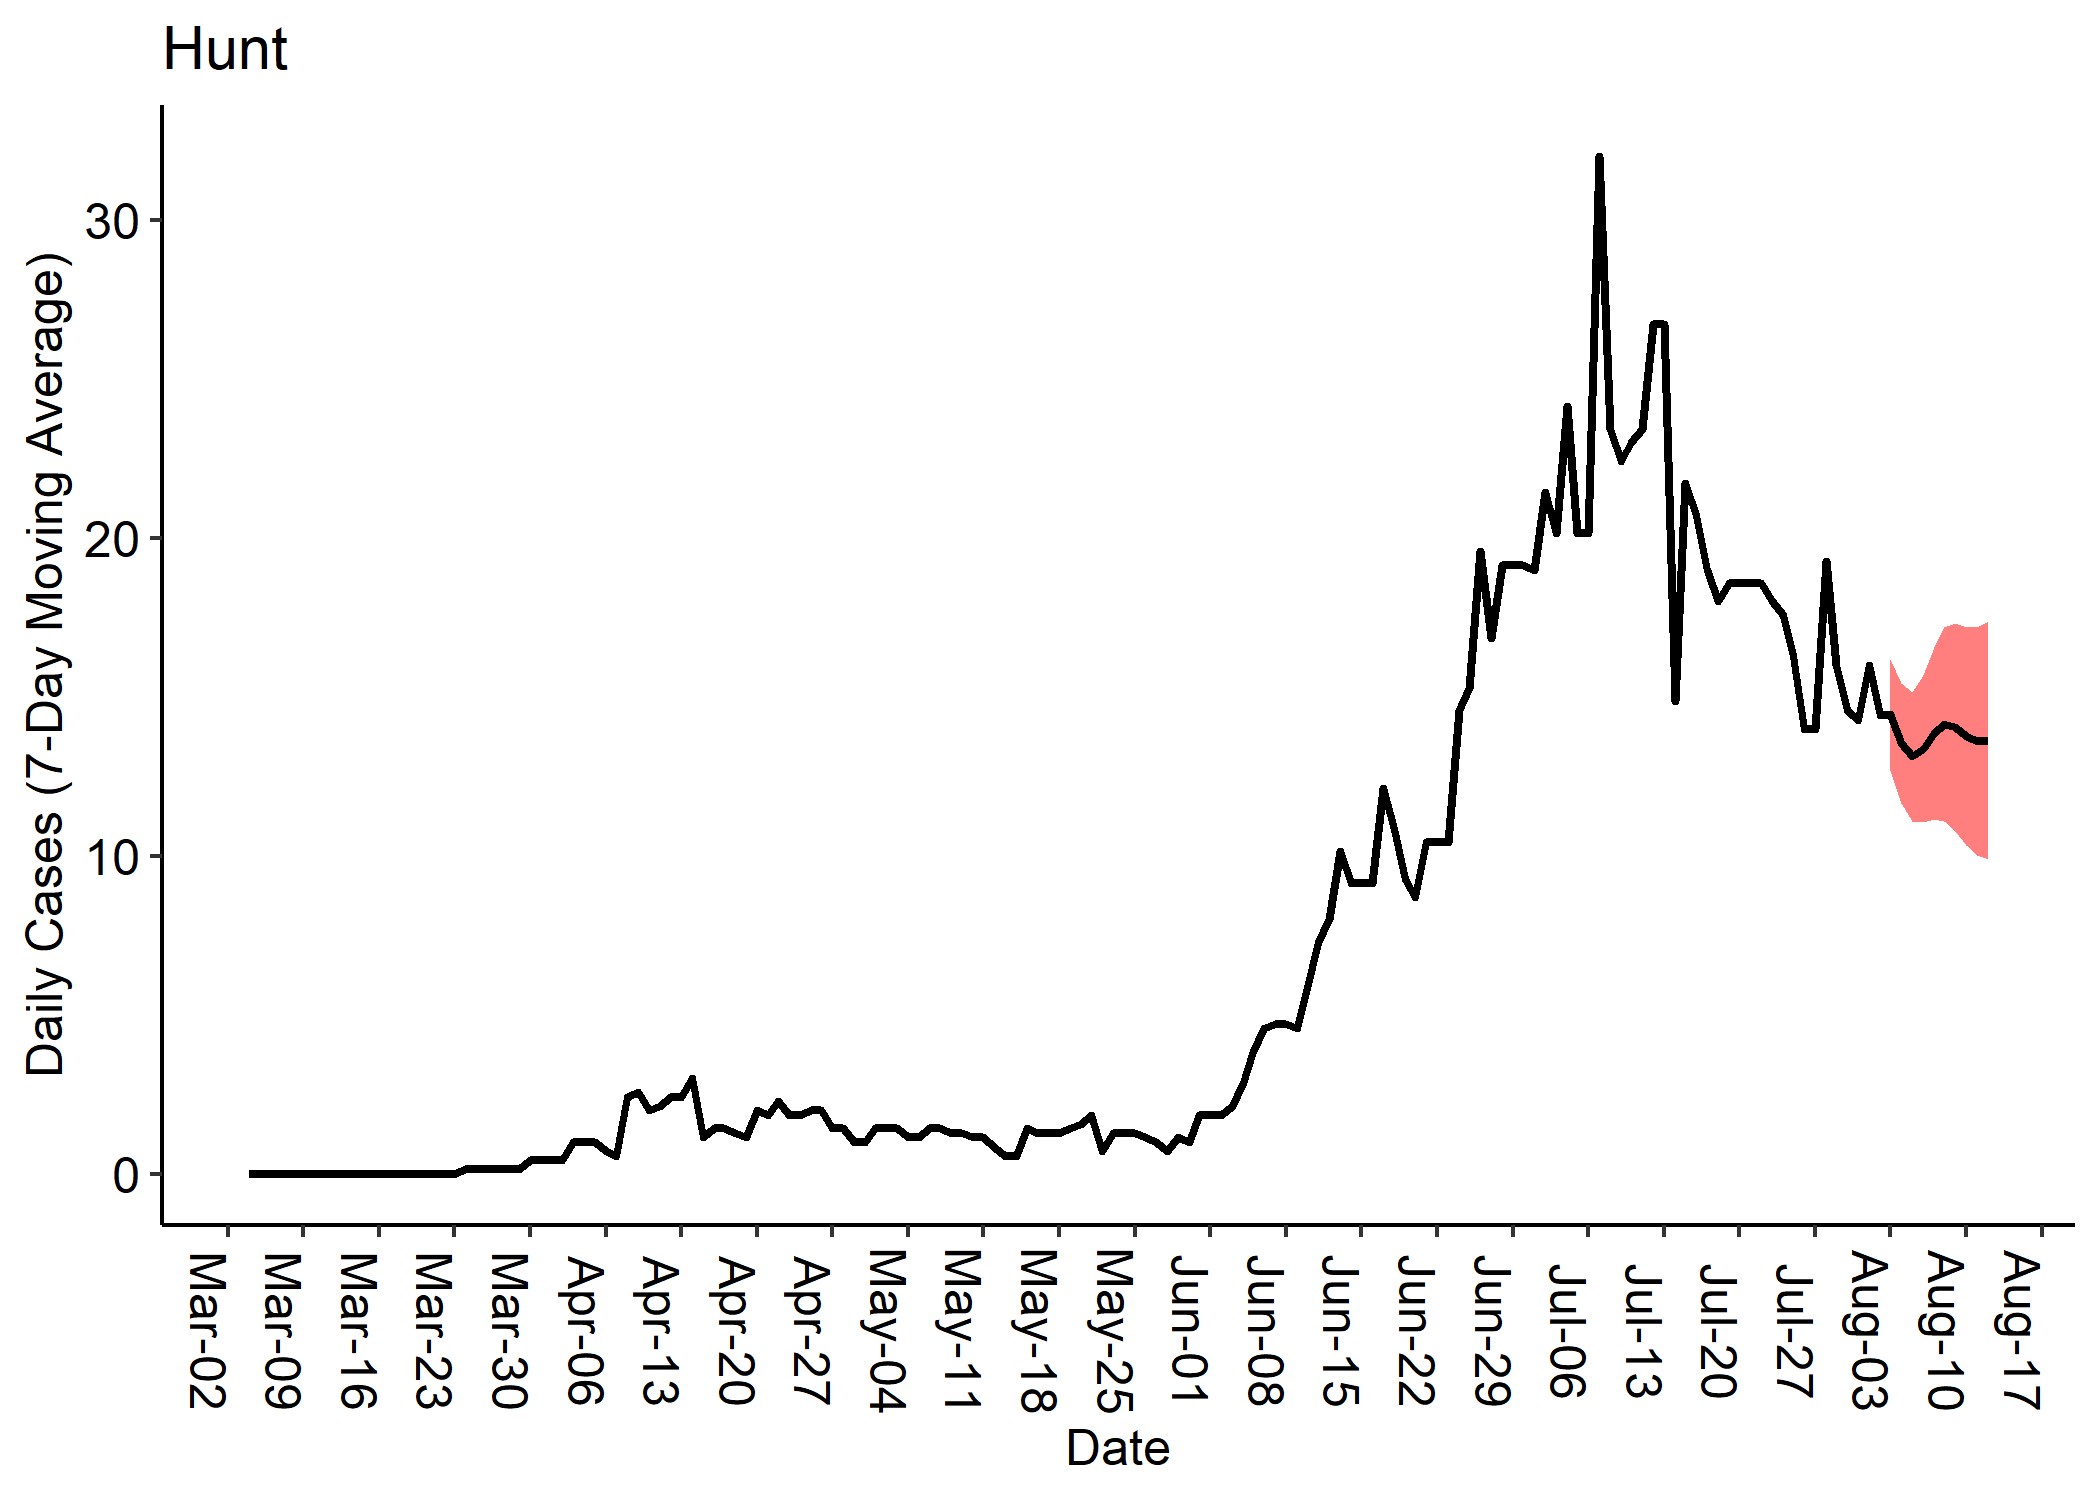 Hunt
Daily Cases (7-Day Moving Average)
30
20
10
0
Mar-02
Mar-09
Mar-16
Mar-23
Mar-30
Apr-06
Apr-13
Apr-20
Apr-27
May-04
May-11
May-18
May-25
Jun-01
Jun-08
Jun-15
Jun-22
Jun-29
Jul-06
Jul-13
Jul-20
Jul-27
Aug-03
Aug-10
Aug-17
Date